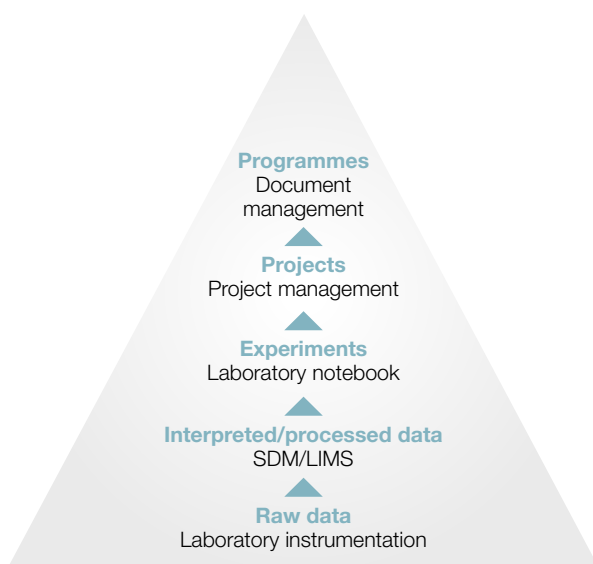 Programmes
Document
management
Projects
Project management
Experiments
Laboratory notebook
Interpreted/processed data
SDM/LIMS
Raw data
Laboratory instrumentation